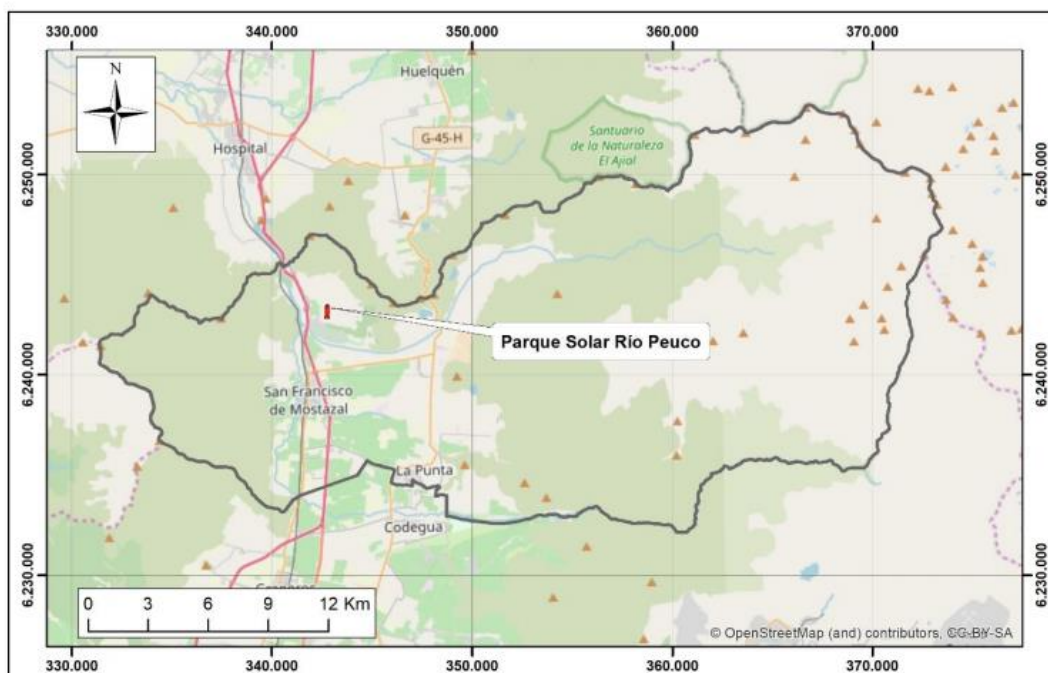 330.000 340.000 350.000 360.000 370.000
N
Huelquén
Hospital
G-45-H
Santuario
de la Naturaleza
El Ajial
6.250.000
6.250.000
Parque Solar Río Peuco
6.240.000
6.240.000
San Francisco
de Mostazal
La Punta
Codegua
6.230.000
6.230.000
0 3 6 9 12 Km
© OpenStreetMap (and) contributors, CC-BY-SA
330.000 340.000 350.000 360.000 370.000